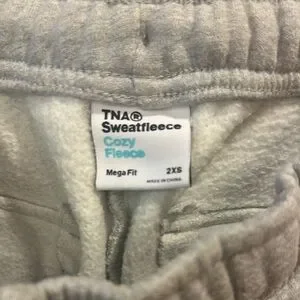 TNA®
Sweatfleece
Cozy
Fleece
Mega Fit 2XS
MADE IN CHINA